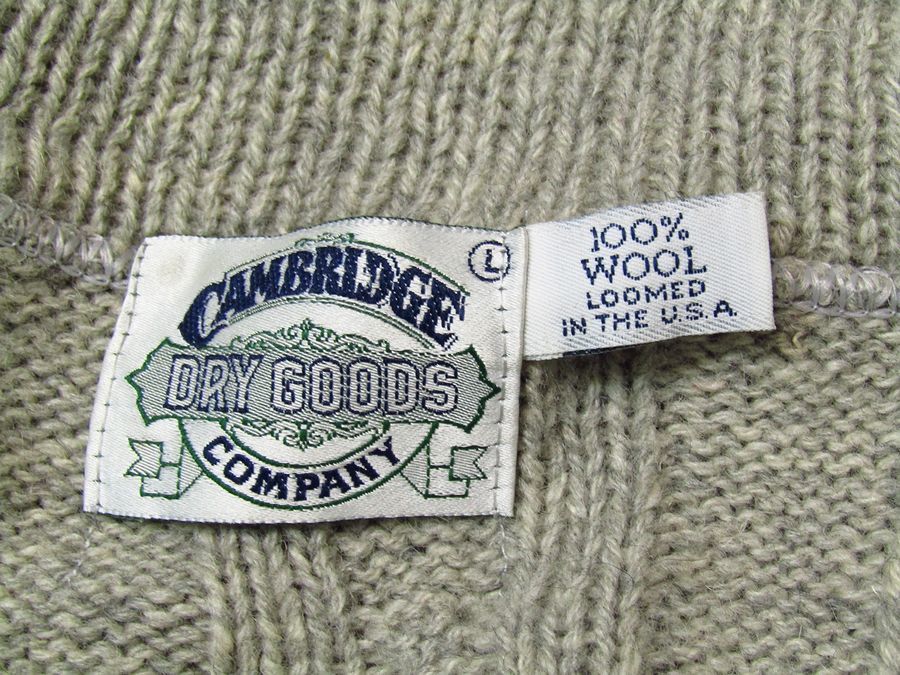 CAMBRIDGE
DRY GOODS
COMPANY
L
100%
WOOL
LOOMED
IN THE U.S.A.